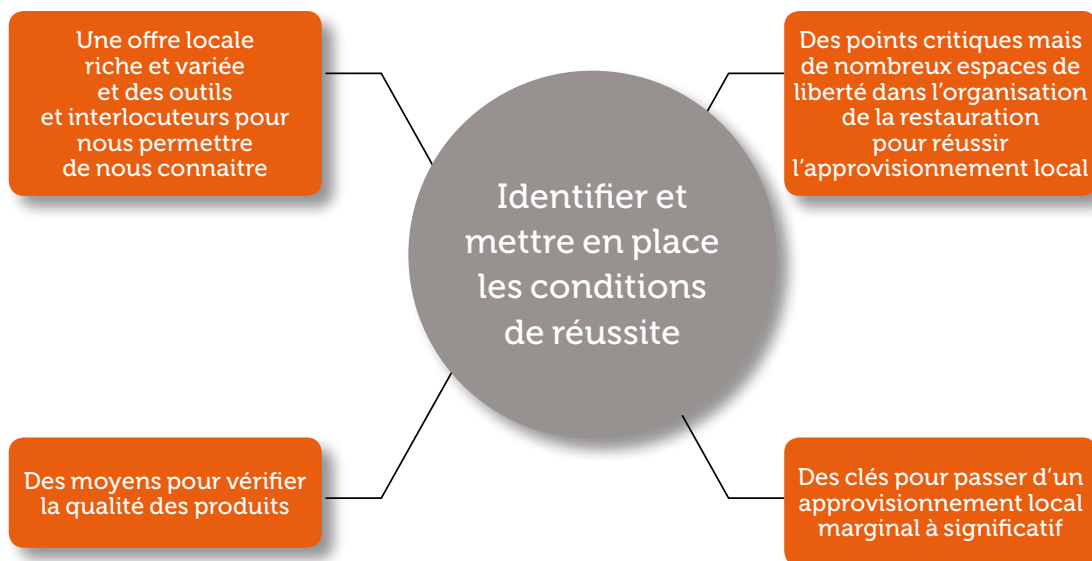 Une offre locale
riche et variée
et des outils
et interlocuteurs pour
nous permettre
de nous connaitre
Des points critiques mais
de nombreux espaces de
liberté dans l’organisation
de la restauration
pour réussir
l’approvisionnement local
Identifier et
mettre en place
les conditions
de réussite
Des moyens pour vérifier
la qualité des produits
Des clés pour passer d’un
approvisionnement local
marginal à significatif